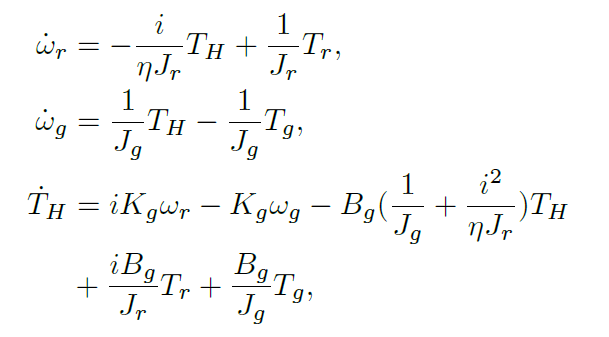 \dot{\omega}_r = -\frac{i}{\eta J_r}T_H + \frac{1}{J_r}T_r,
\dot{\omega}_g = \frac{1}{J_g}T_H - \frac{1}{J_g}T_g,
\dot{T}_H = iK_g\omega_r - K_g\omega_g - B_g(\frac{1}{J_g} + \frac{i^2}{\eta J_r})T_H
+ \frac{iB_g}{J_r}T_r + \frac{B_g}{J_g}T_g,